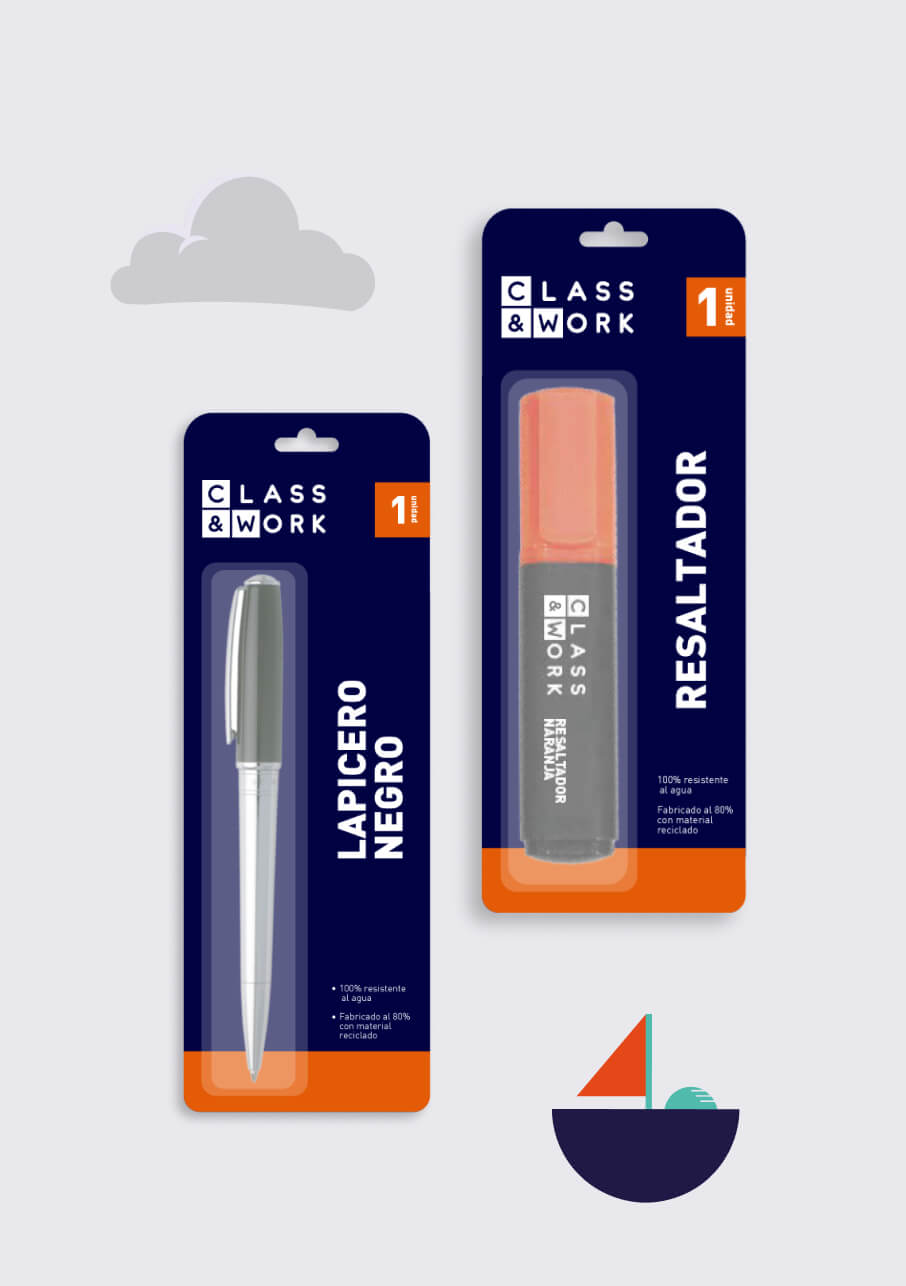 CLASS
&WORK
1
unidad
LAPICERO
NEGRO
• 100% resistente
al agua
• Fabricado al 80%
con material
reciclado
CLASS
&WORK
1
unidad
CLASS
&WORK
RESALTADOR
NARANJA
RESALTADOR
100% resistente
al agua
Fabricado al 80%
con material
reciclado